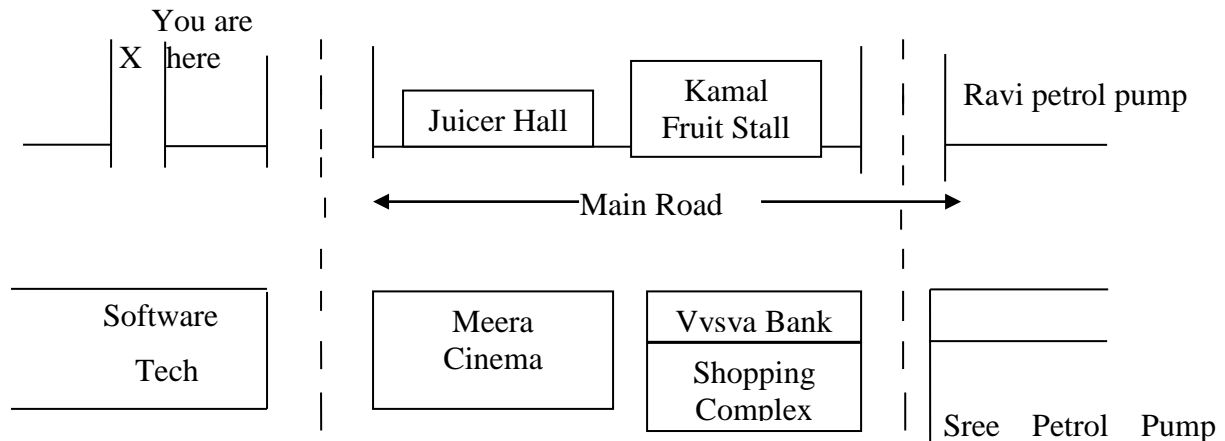 You are
X here
Juicer Hall
Kamal
Fruit Stall
Ravi petrol pump
Main Road
Software
Tech
Meera
Cinema
Vvsva Bank
Shopping
Complex
Sree Petrol Pump